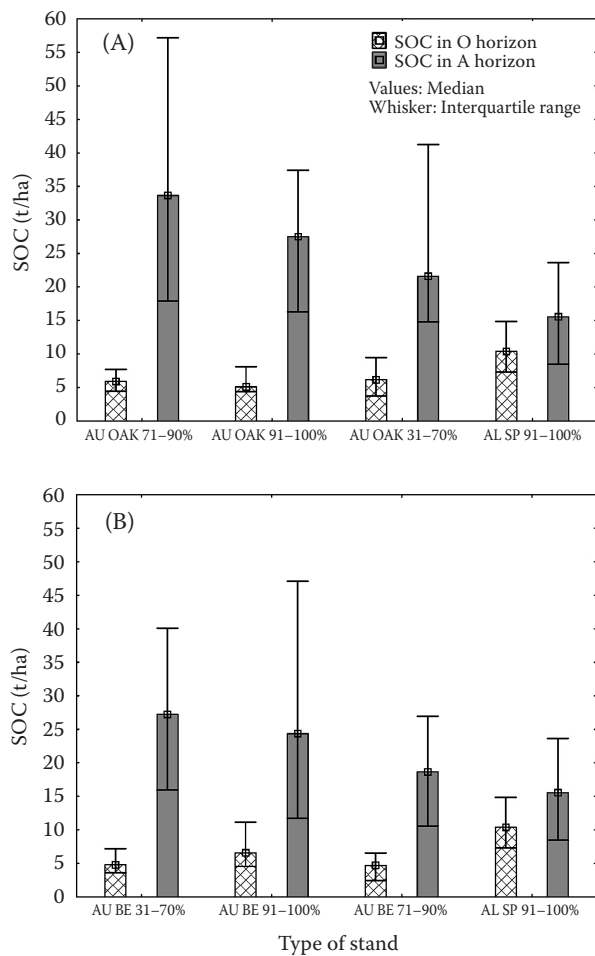 (A)
SOC in O horizon
SOC in A horizon
Values: Median
Whisker: Interquartile range
SOC (t/ha)
60
55
50
45
40
35
30
25
20
15
10
5
0
AU OAK 71–90% AU OAK 91–100% AU OAK 31–70% AL SP 91–100%
(B)
SOC (t/ha)
60
55
50
45
40
35
30
25
20
15
10
5
0
AU BE 31–70% AU BE 91–100% AU BE 71–90% AL SP 91–100%
Type of stand